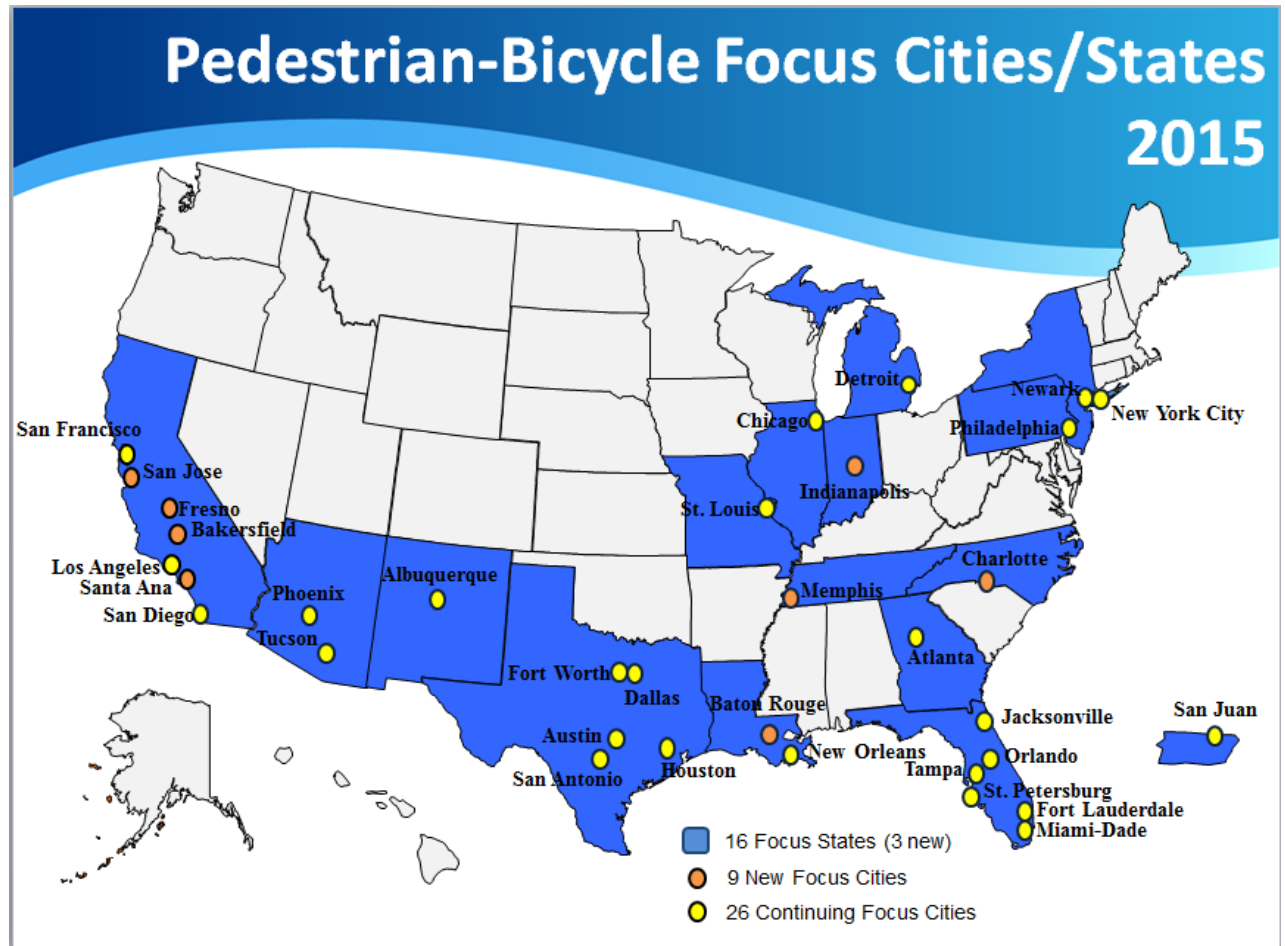 Pedestrian-Bicycle Focus Cities/States
2015
Detroit
Newark
New York City
Chicago
Philadelphia
San Francisco
San Jose
Indianapolis
Fresno
St. Louis
Bakersfield
Los Angeles
Charlotte
Santa Ana
Albuquerque
Phoenix
Memphis
San Diego
Tucson
Atlanta
Fort Worth
Dallas
Baton Rouge
San Juan
Jacksonville
Austin
New Orleans
Orlando
San Antonio
Houston
Tampa
St. Petersburg
Fort Lauderdale
Miami-Dade
16 Focus States (3 new)
9 New Focus Cities
26 Continuing Focus Cities